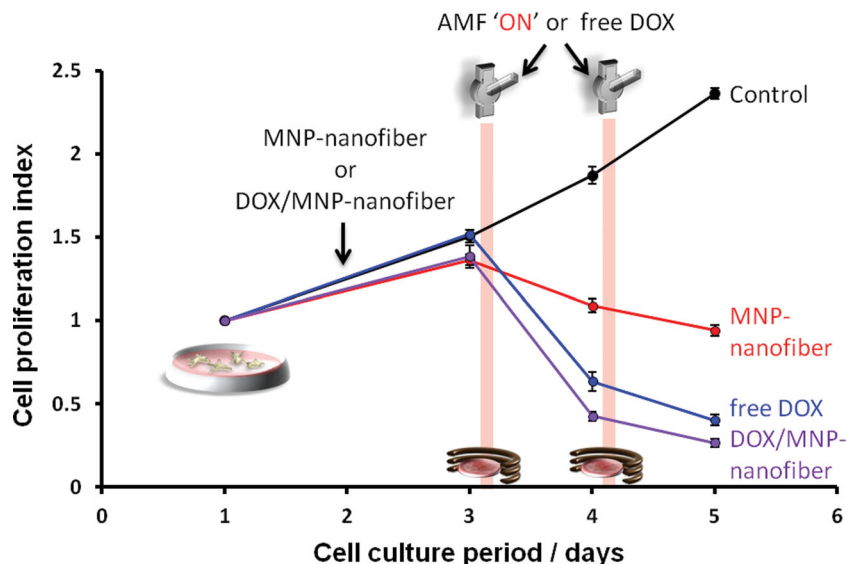 AMF ‘ON’ or free DOX
2.5
Control
2
MNP-nanofiber
or
DOX/MNP-nanofiber
1.5
1
MNP-
nanofiber
0.5
free DOX
DOX/MNP-
nanofiber
0
0 1 2 3 4 5 6
Cell proliferation index
Cell culture period / days